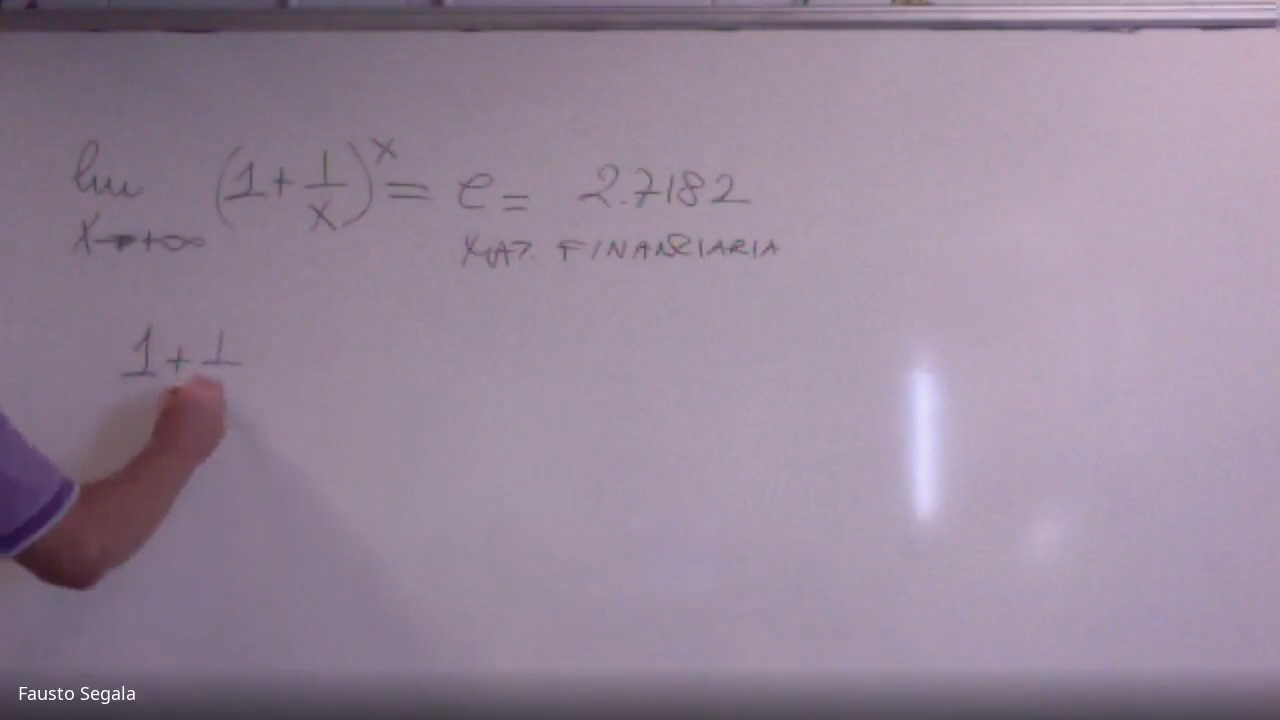 lim (1+1/x)^x = e = 2.7182
x→+∞
MAT. FINANZIARIA
1+1
Fausto Segala